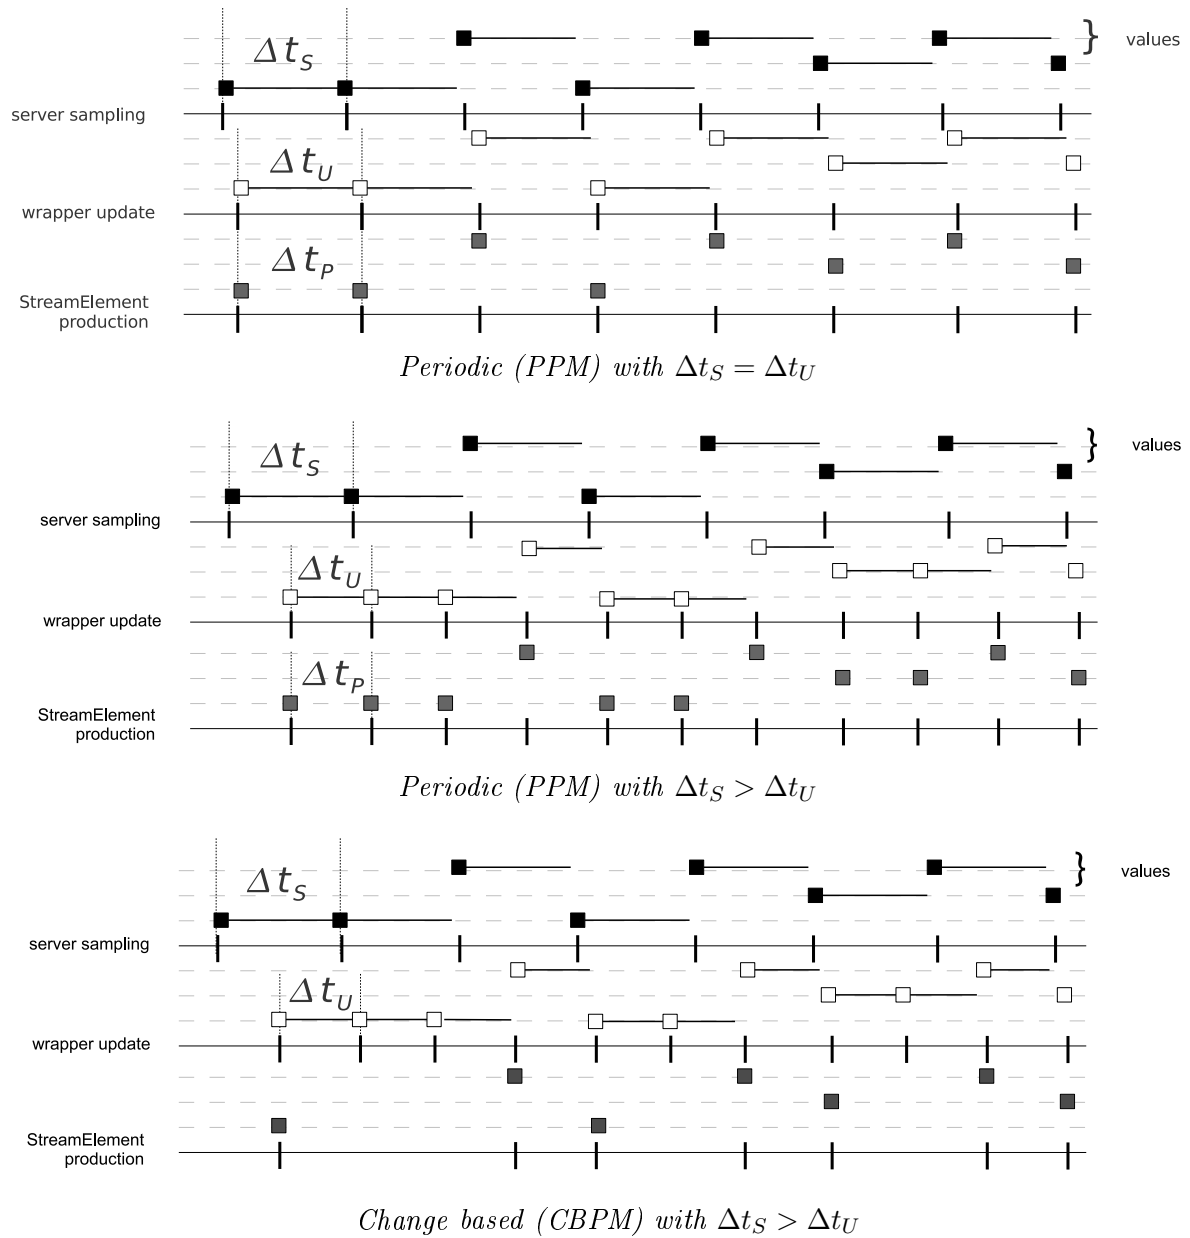 Δt_S
values
server sampling
Δt_U
wrapper update
Δt_P
StreamElement
production
Periodic (PPM) with Δt_S = Δt_U
Δt_S
values
server sampling
Δt_U
wrapper update
Δt_P
StreamElement
production
Periodic (PPM) with Δt_S > Δt_U
Δt_S
values
server sampling
Δt_U
wrapper update
StreamElement
production
Change based (CBPM) with Δt_S > Δt_U